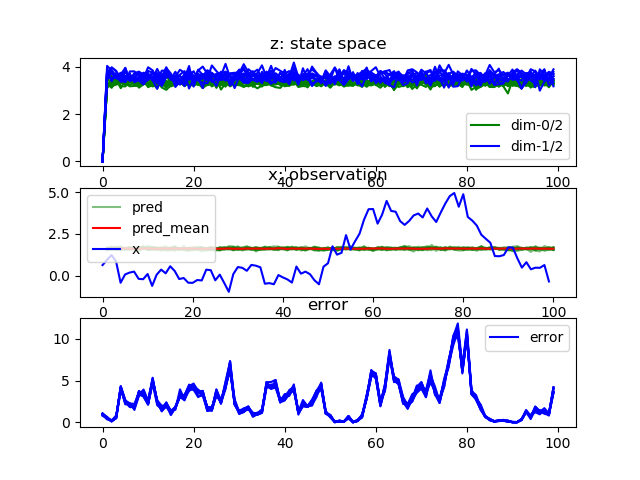 z: state space
4
2
0
dim-0/2
dim-1/2
0 20 40 60 80 100
x: observation
5.0
2.5
0.0
pred
pred_mean
x
0 20 40 60 80 100
error
10
5
0
error
0 20 40 60 80 100